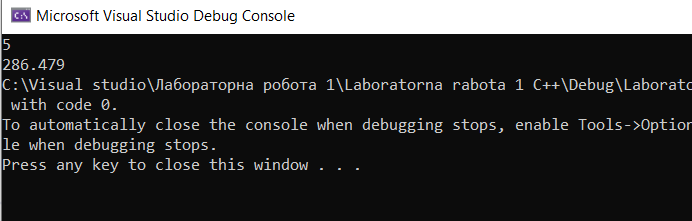 Microsoft Visual Studio Debug Console
5
286.479
C:\Visual studio\Лабораторна робота 1\Laboratorna rabota 1 C++\Debug\Laborato
with code 0.
To automatically close the console when debugging stops, enable Tools->Option
le when debugging stops.
Press any key to close this window . . .